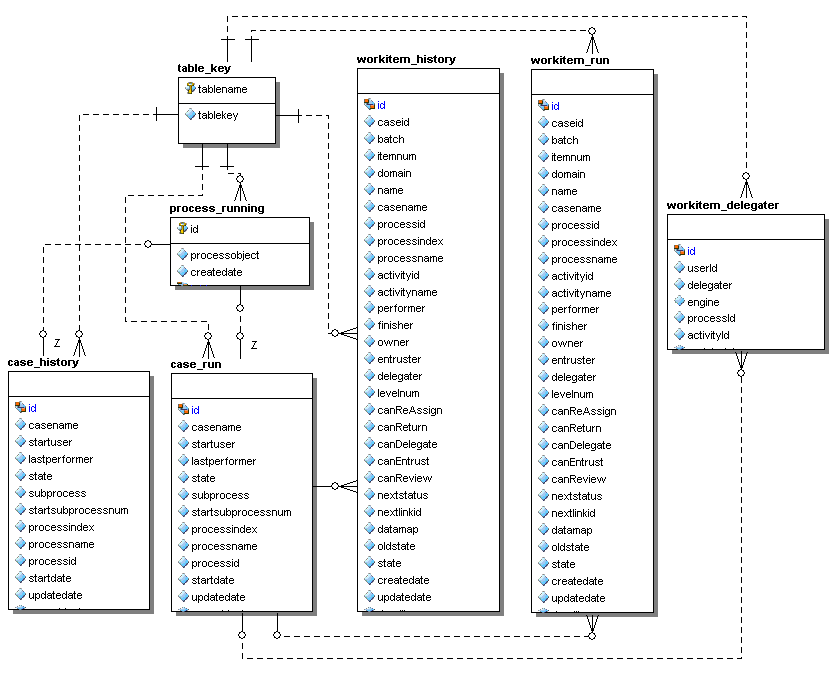 table_key
tablename
tablekey
process_running
id
processobject
createdate
Z
Z
case_history
id
casename
startuser
lastperformer
state
subprocess
startsubprocessnum
processindex
processname
processid
startdate
updatedate
case_run
id
casename
startuser
lastperformer
state
subprocess
startsubprocessnum
processindex
processname
processid
startdate
updatedate
workitem_history
id
caseid
batch
itemnum
domain
name
casename
processid
processindex
processname
activityid
activityname
performer
finisher
owner
entruster
delegater
levelnum
canReAssign
canReturn
canDelegate
canEntrust
canReview
nextstatus
nextlinkid
datamap
oldstate
state
createdate
updatedate
workitem_run
id
caseid
batch
itemnum
domain
name
casename
processid
processindex
processname
activityid
activityname
performer
finisher
owner
entruster
delegater
levelnum
canReAssign
canReturn
canDelegate
canEntrust
canReview
nextstatus
nextlinkid
datamap
oldstate
state
createdate
updatedate
workitem_delegater
id
userId
delegater
engine
processId
activityId